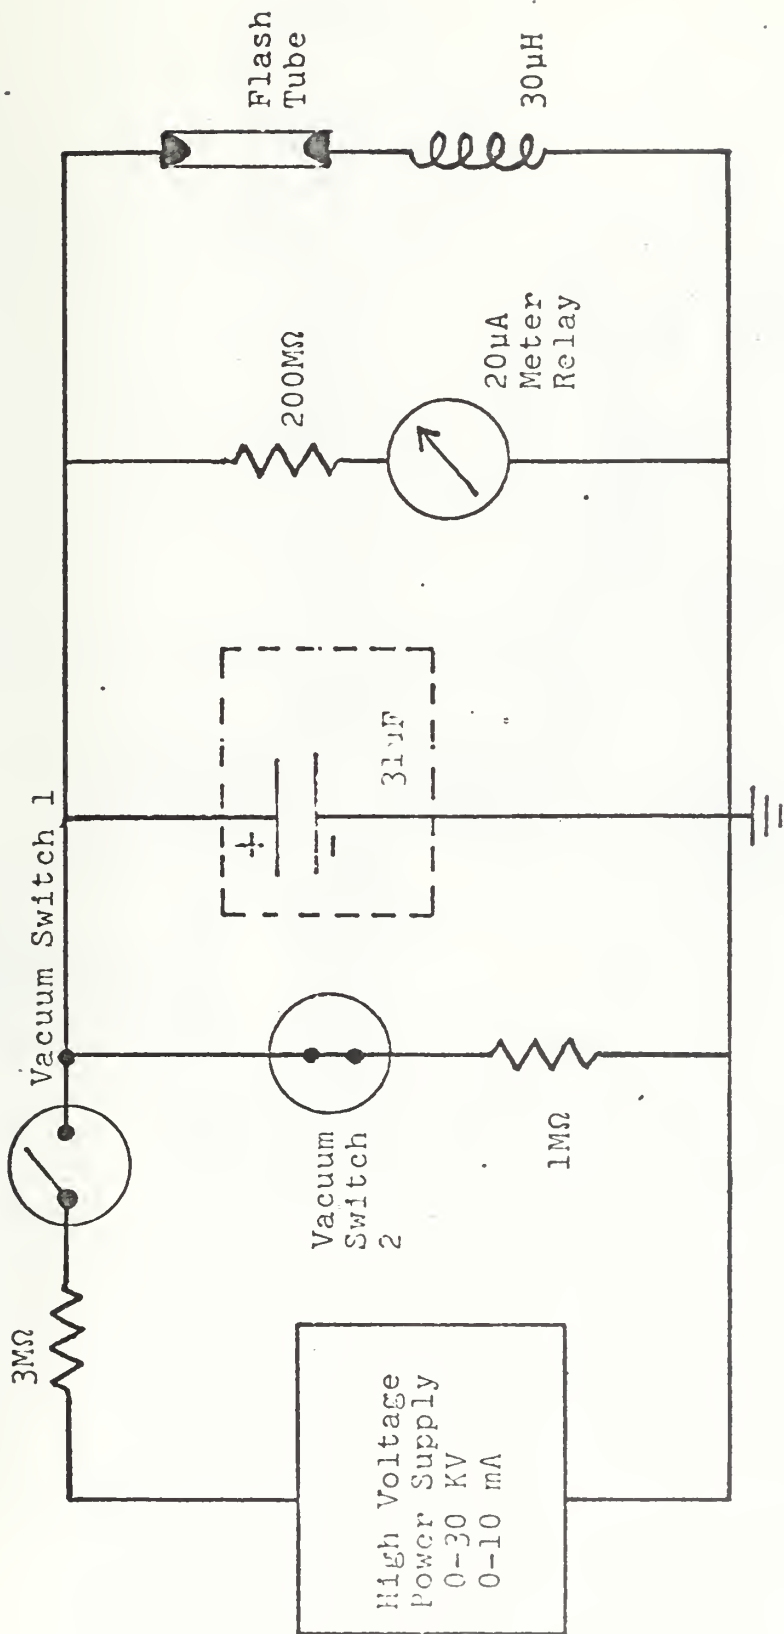 3MΩ
Vacuum Switch 1
High Voltage
Power Supply
0-30 KV
0-10 mA
Vacuum
Switch
2
1MΩ
+
-
31µF
200MΩ
20µA
Meter
Relay
Flash
Tube
30µH